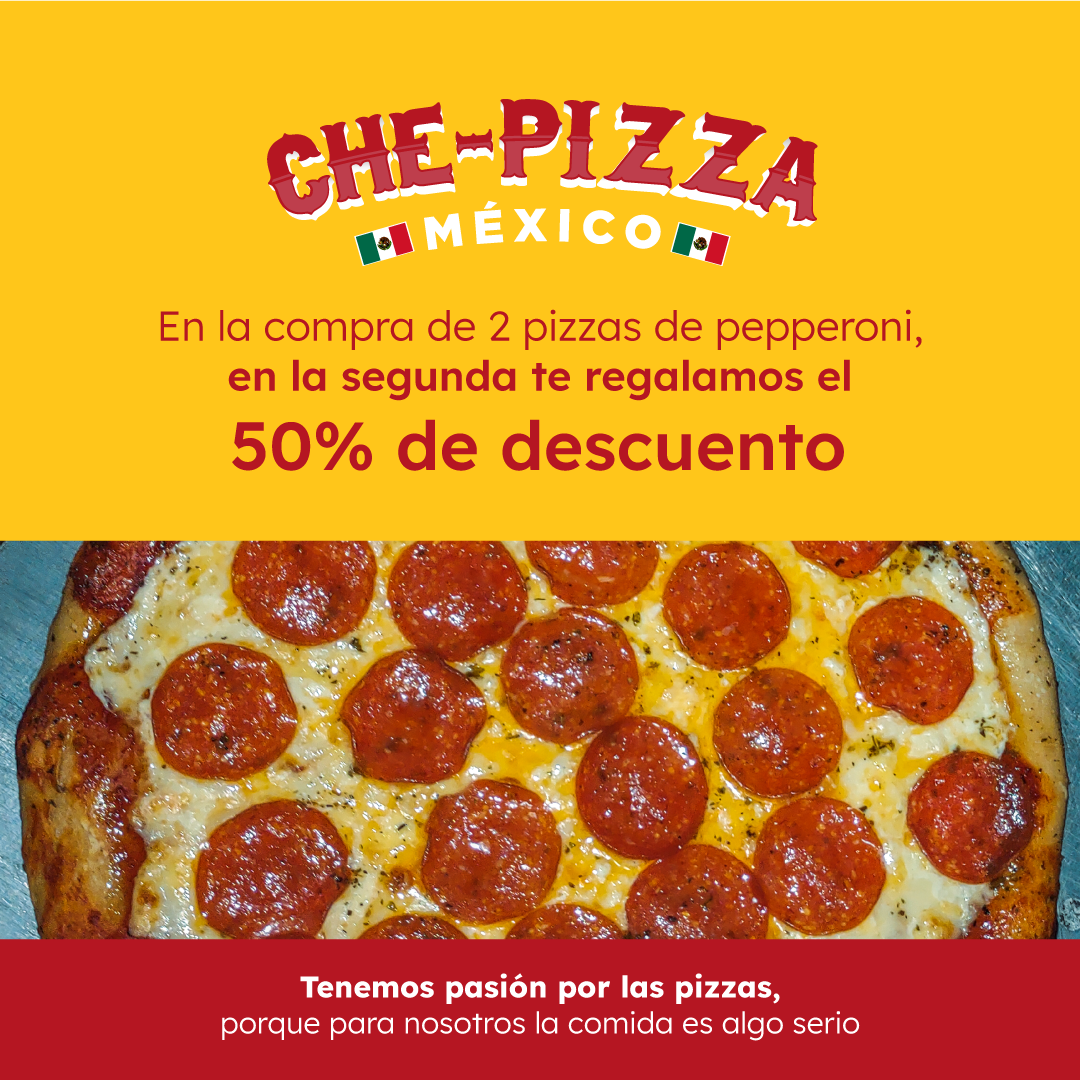 CHE-PIZZA
MÉXICO
En la compra de 2 pizzas de pepperoni,
en la segunda te regalamos el
50% de descuento
Tenemos pasión por las pizzas,
porque para nosotros la comida es algo serio